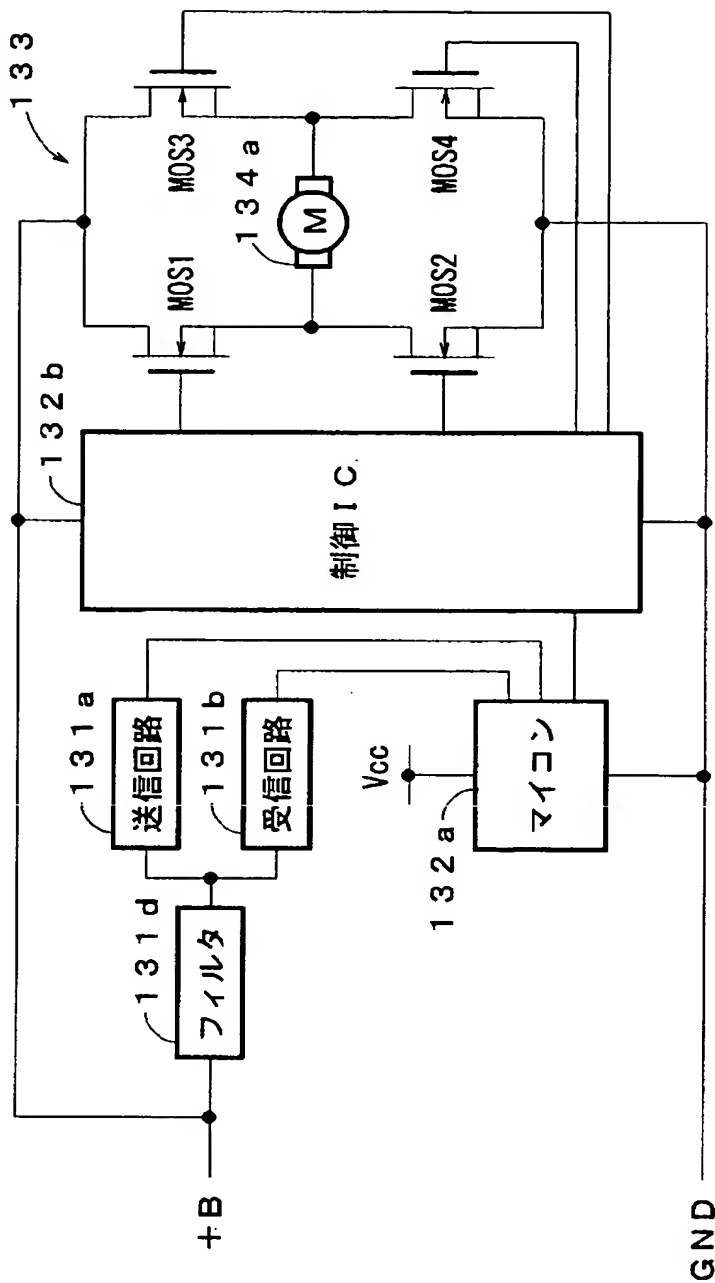 133
MOS3
MOS4
134a
M
MOS1
MOS2
132b
制御IC
131a
送信回路
131b
受信回路
Vcc
132a
マイコン
131d
フィルタ
+B
GND